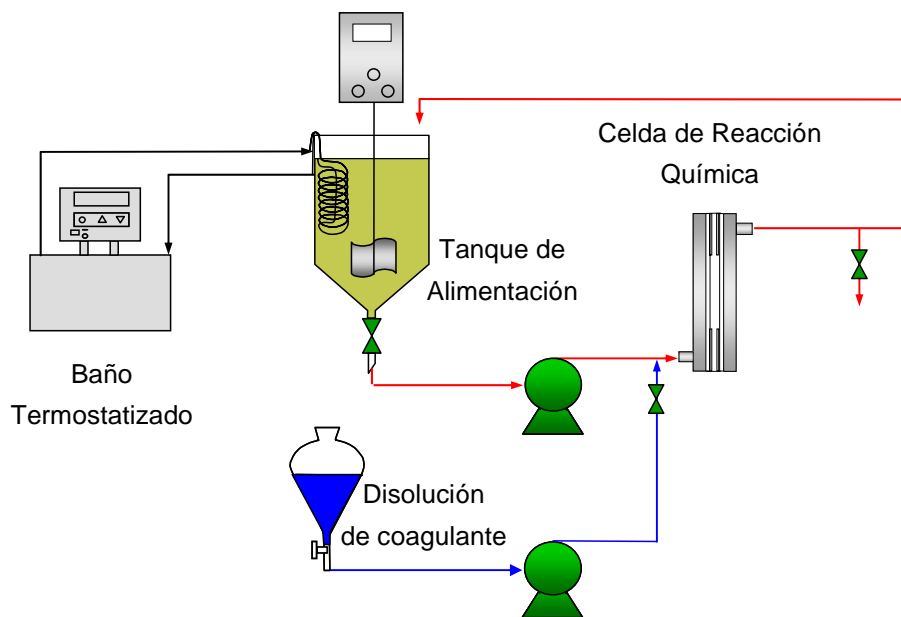 Celda de Reacción
Química
Tanque de
Alimentación
Baño
Termostatizado
Disolución
de coagulante